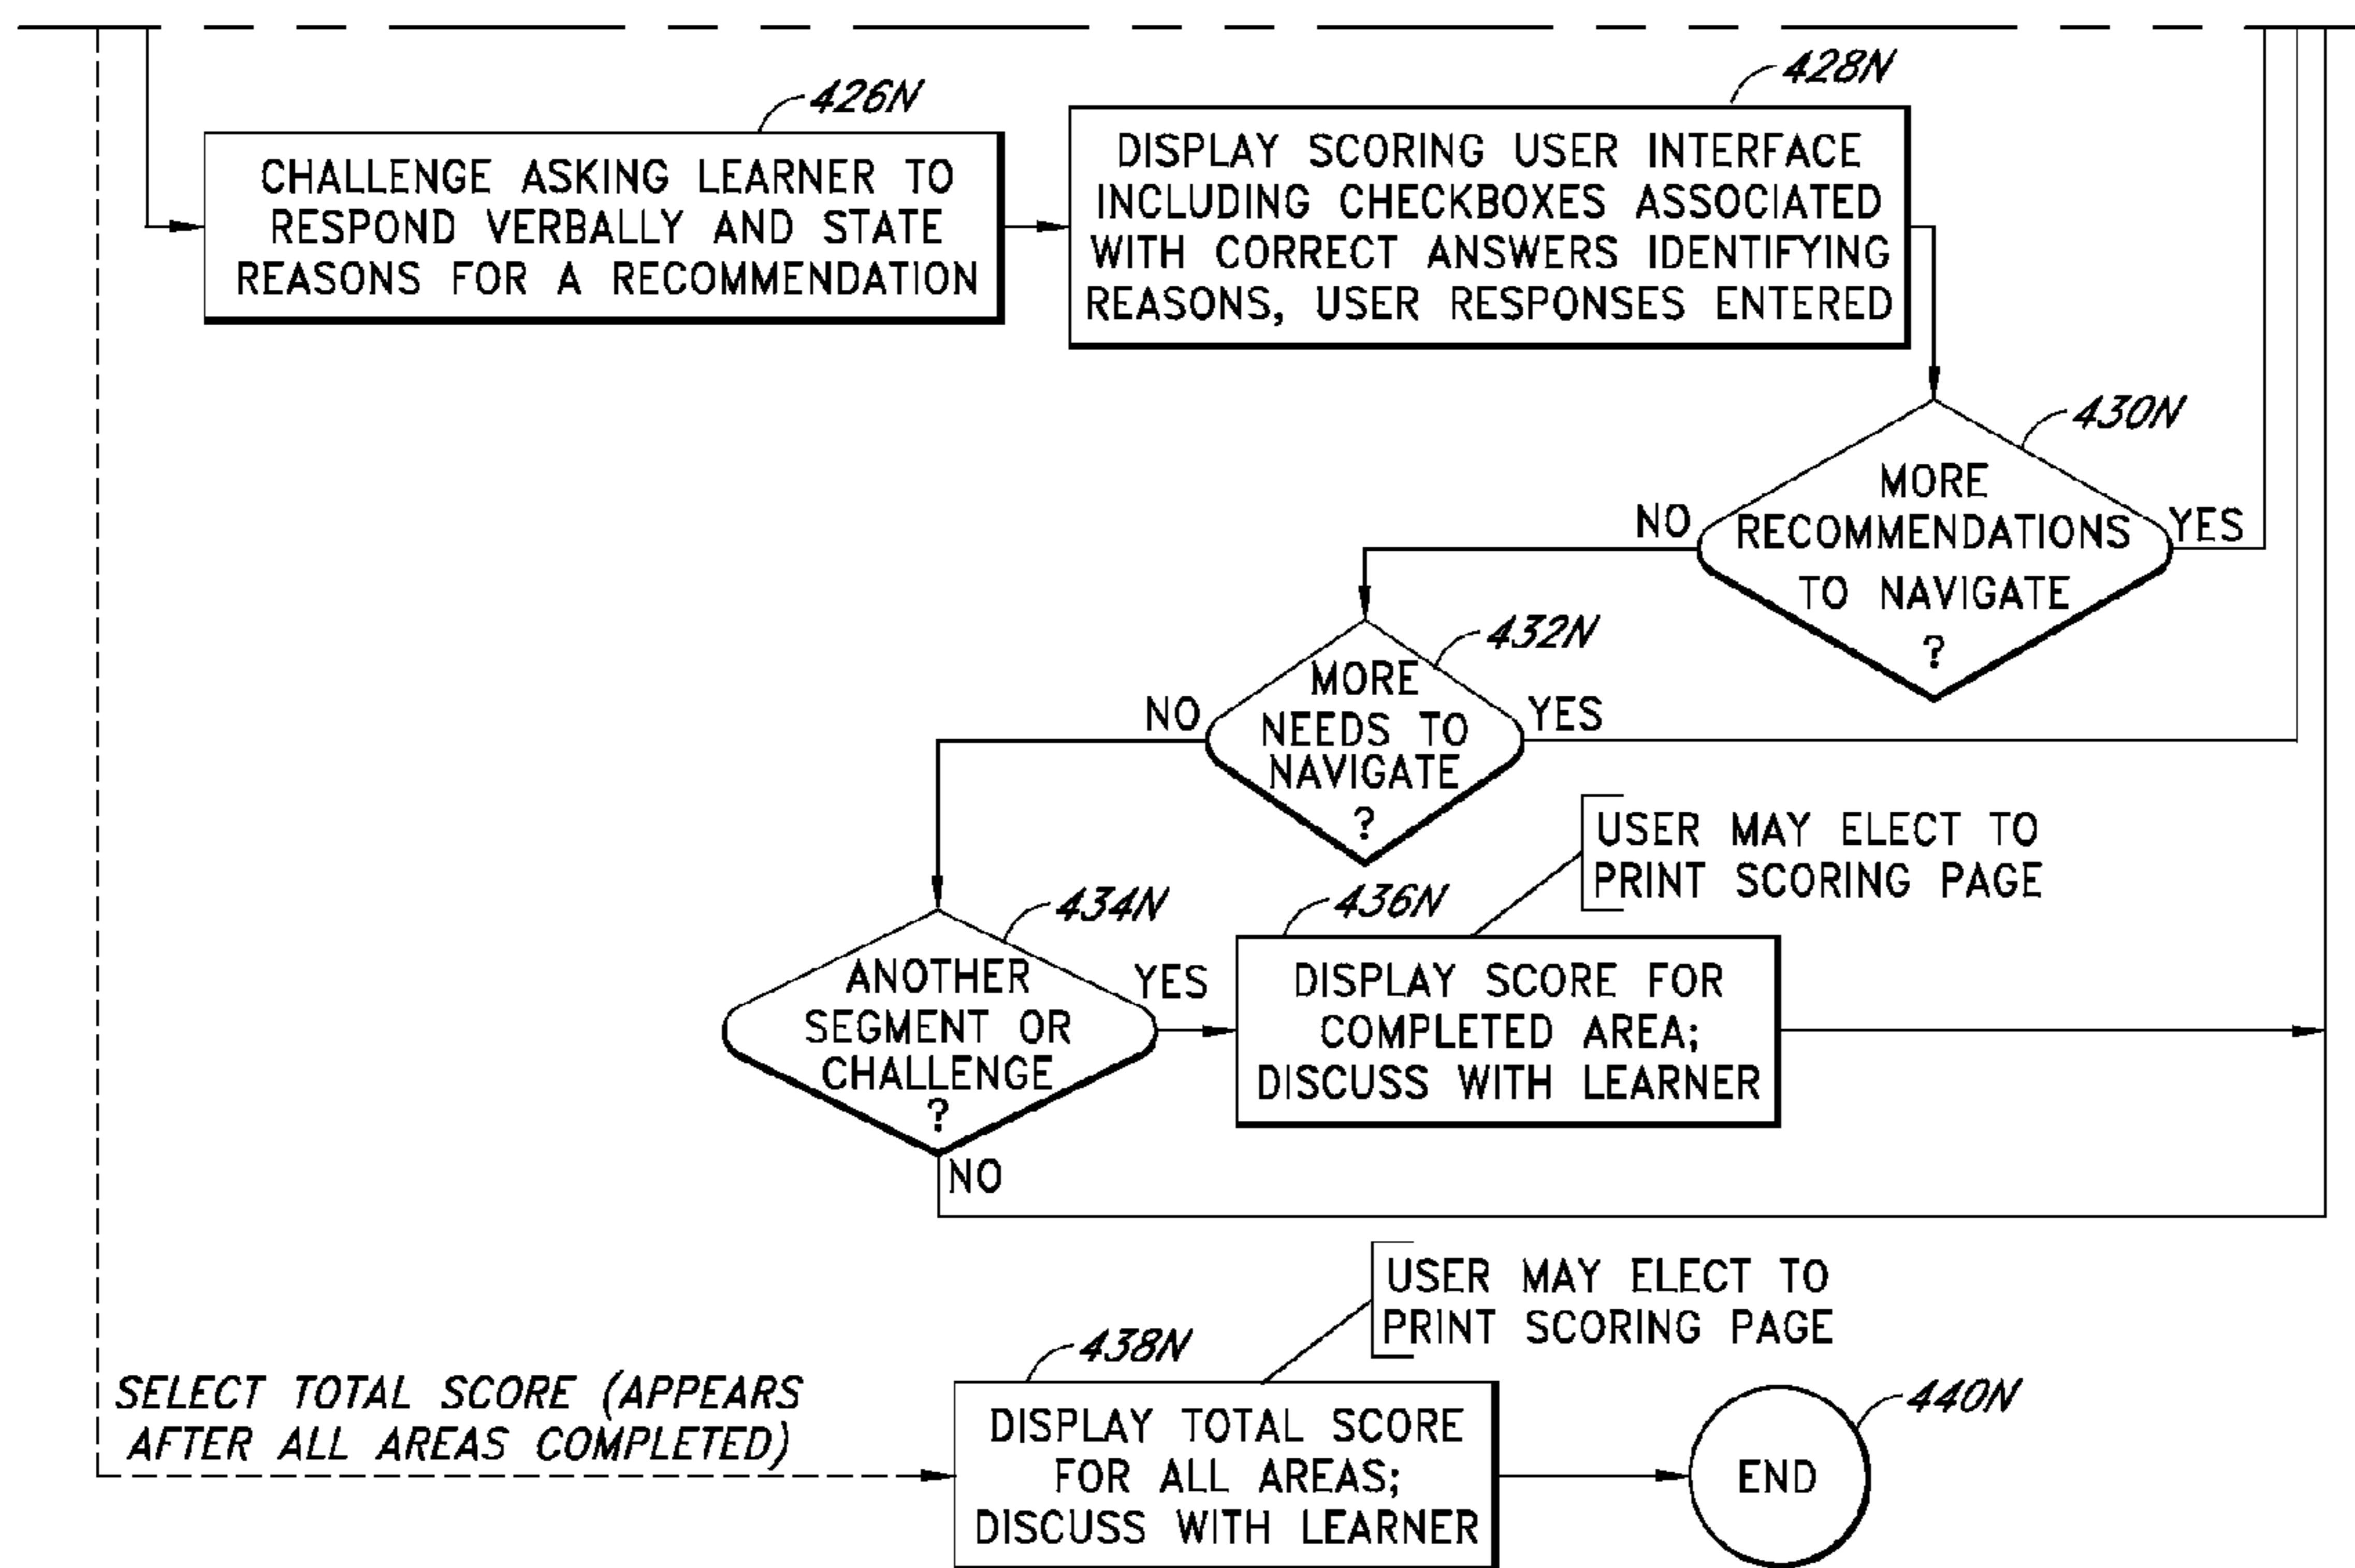 426N
CHALLENGE ASKING LEARNER TO
RESPOND VERBALLY AND STATE
REASONS FOR A RECOMMENDATION
428N
DISPLAY SCORING USER INTERFACE
INCLUDING CHECKBOXES ASSOCIATED
WITH CORRECT ANSWERS IDENTIFYING
REASONS, USER RESPONSES ENTERED
430N
MORE
RECOMMENDATIONS
TO NAVIGATE
?
NO
YES
432N
MORE
NEEDS TO
NAVIGATE
?
NO
YES
434N
ANOTHER
SEGMENT OR
CHALLENGE
?
YES
NO
436N
USER MAY ELECT TO
PRINT SCORING PAGE
DISPLAY SCORE FOR
COMPLETED AREA;
DISCUSS WITH LEARNER
SELECT TOTAL SCORE (APPEARS
AFTER ALL AREAS COMPLETED)
438N
USER MAY ELECT TO
PRINT SCORING PAGE
DISPLAY TOTAL SCORE
FOR ALL AREAS;
DISCUSS WITH LEARNER
440N
END